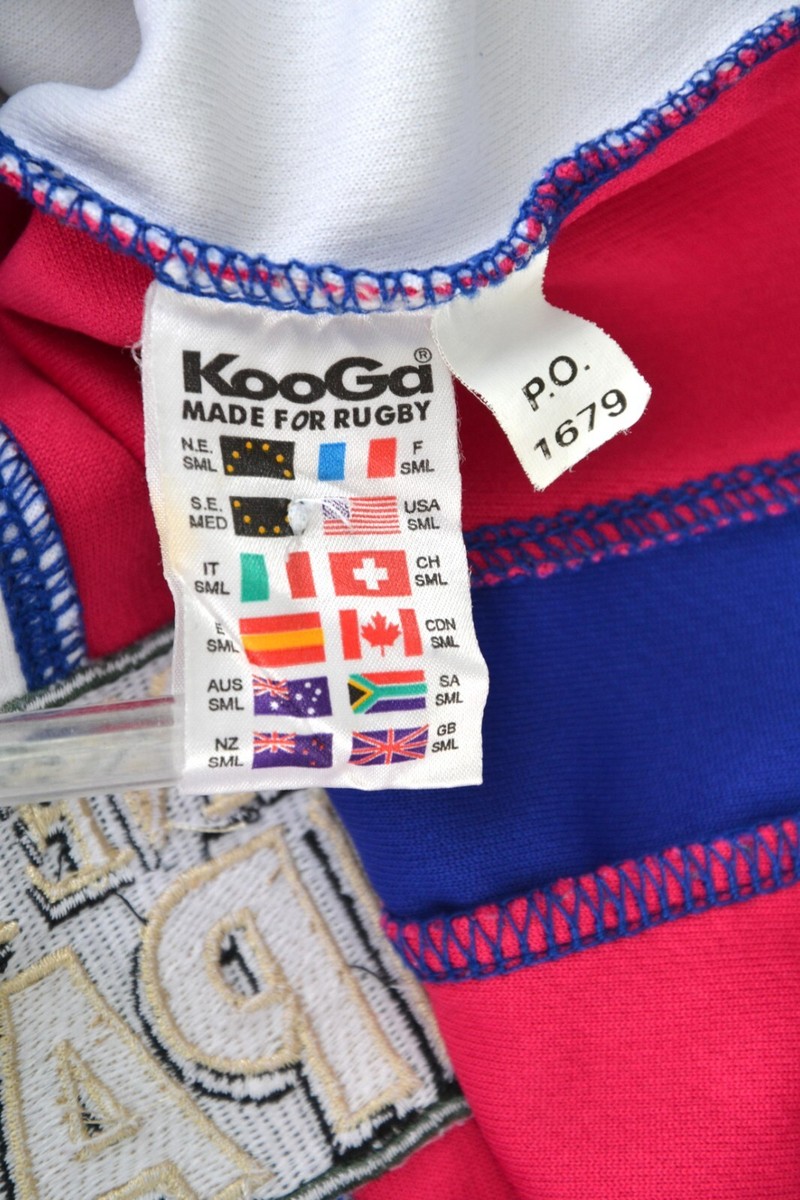 KooGa®
MADE FOR RUGBY
N.E. SML F SML
S.E. MED USA SML
IT SML CH SML
E SML CDN SML
AUS SML SA SML
NZ SML GB SML
P.O.
1679